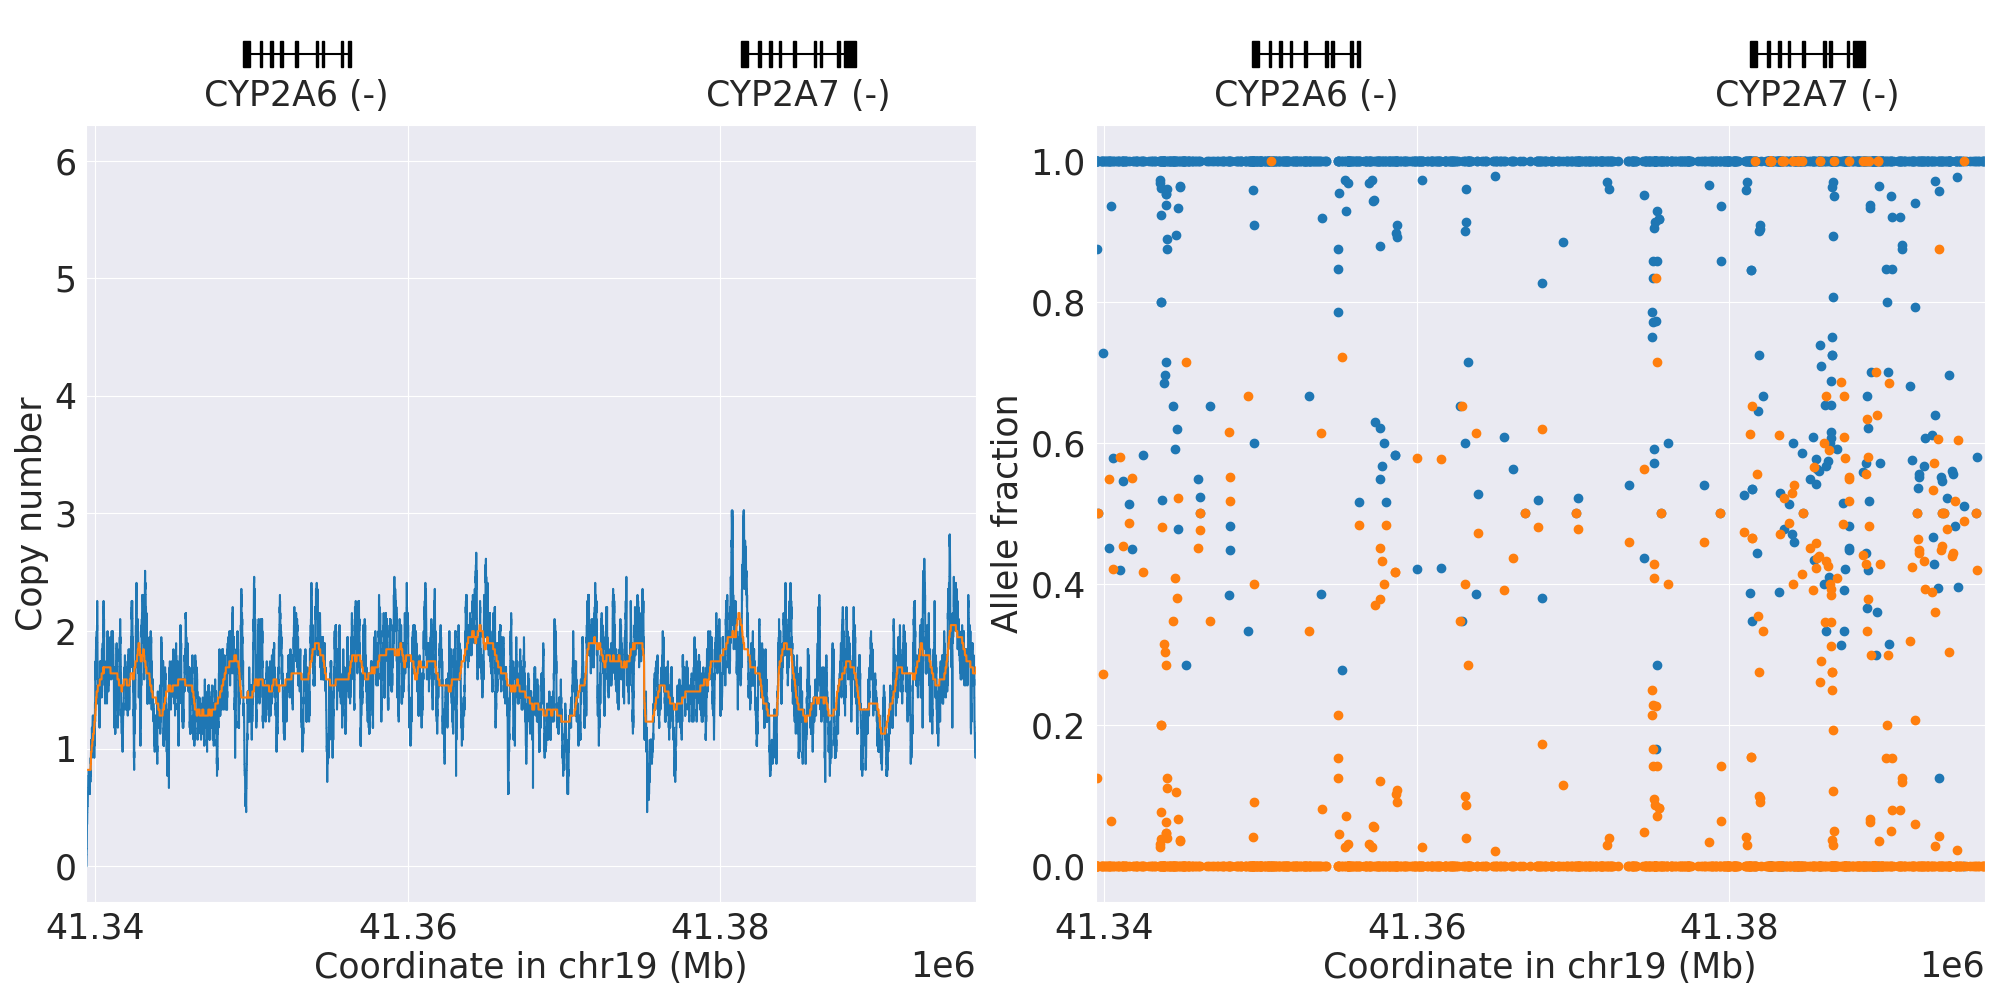 CYP2A6 (-)
CYP2A7 (-)
Copy number
6
5
4
3
2
1
0
41.34
41.36
41.38
Coordinate in chr19 (Mb)
1e6
CYP2A6 (-)
CYP2A7 (-)
Allele fraction
1.0
0.8
0.6
0.4
0.2
0.0
41.34
41.36
41.38
Coordinate in chr19 (Mb)
1e6